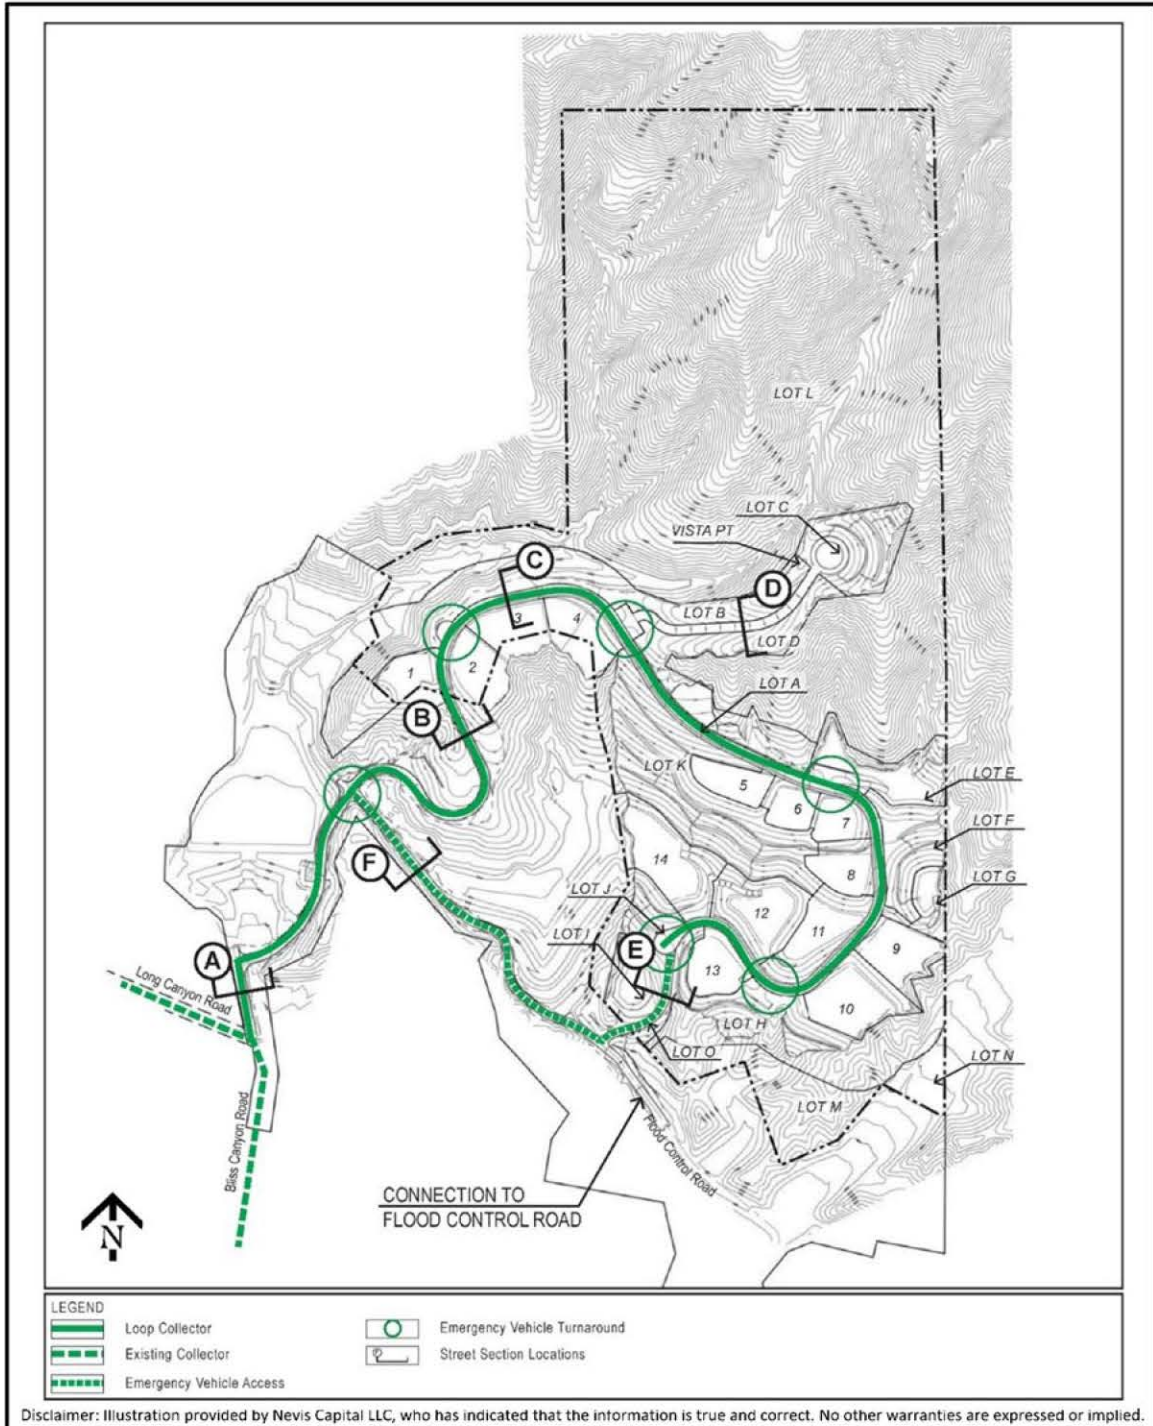 LOT L
LOT C
VISTA PT
C
D
LOT B
3
4
LOT D
1
2
LOT A
B
LOT K
5
LOT E
6
7
LOT F
F
14
8
LOT G
LOT J
12
11
LOT I
9
A
E
13
Long Canyon Road
10
LOT H
LOT O
LOT N
LOT M
Bliss Canyon Road
Flood Control Road
CONNECTION TO
FLOOD CONTROL ROAD
N
LEGEND
Loop Collector
Emergency Vehicle Turnaround
Existing Collector
Street Section Locations
Emergency Vehicle Access
Disclaimer: Illustration provided by Nevis Capital LLC, who has indicated that the information is true and correct. No other warranties are expressed or implied.